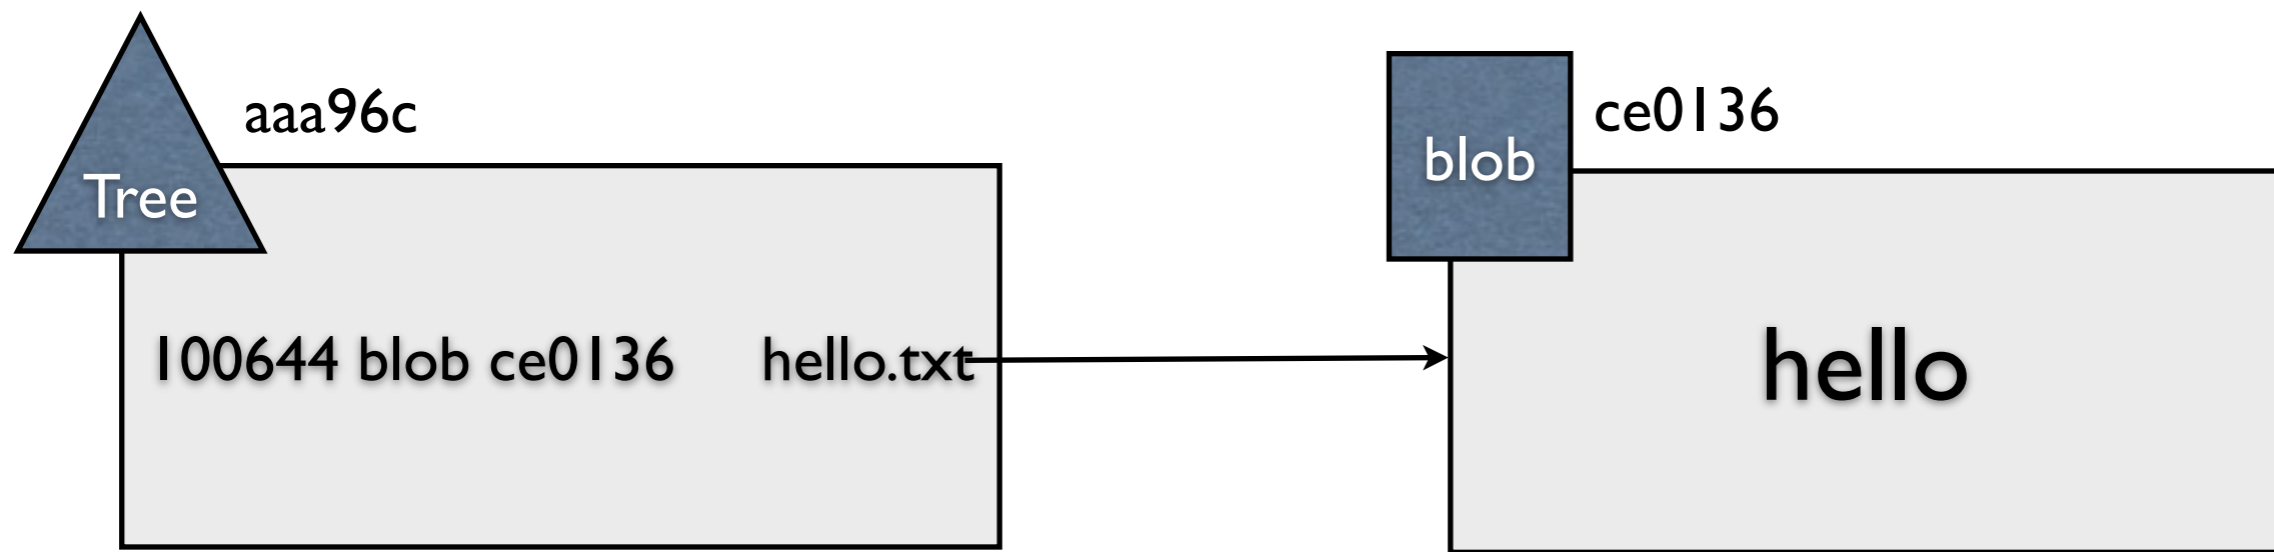 aaa96c
Tree
100644 blob ce0136 hello.txt
ce0136
blob
hello